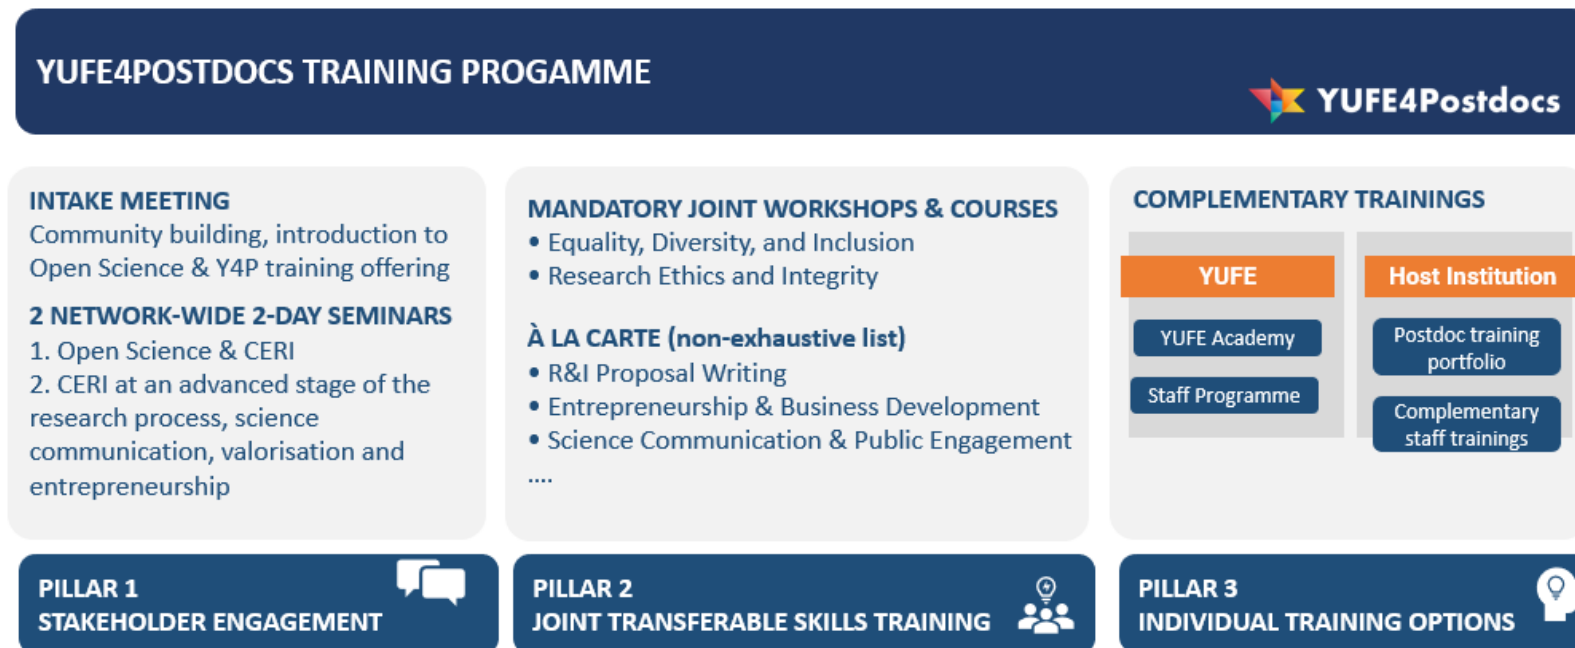 YUFE4POSTDOCS TRAINING PROGAMME
YUFE4Postdocs
INTAKE MEETING
Community building, introduction to
Open Science & Y4P training offering
2 NETWORK-WIDE 2-DAY SEMINARS
1. Open Science & CERI
2. CERI at an advanced stage of the
research process, science
communication, valorisation and
entrepreneurship
MANDATORY JOINT WORKSHOPS & COURSES
• Equality, Diversity, and Inclusion
• Research Ethics and Integrity
À LA CARTE (non-exhaustive list)
• R&I Proposal Writing
• Entrepreneurship & Business Development
• Science Communication & Public Engagement
....
COMPLEMENTARY TRAININGS
YUFE
YUFE Academy
Staff Programme
Host Institution
Postdoc training
portfolio
Complementary
staff trainings
PILLAR 1
STAKEHOLDER ENGAGEMENT
PILLAR 2
JOINT TRANSFERABLE SKILLS TRAINING
PILLAR 3
INDIVIDUAL TRAINING OPTIONS